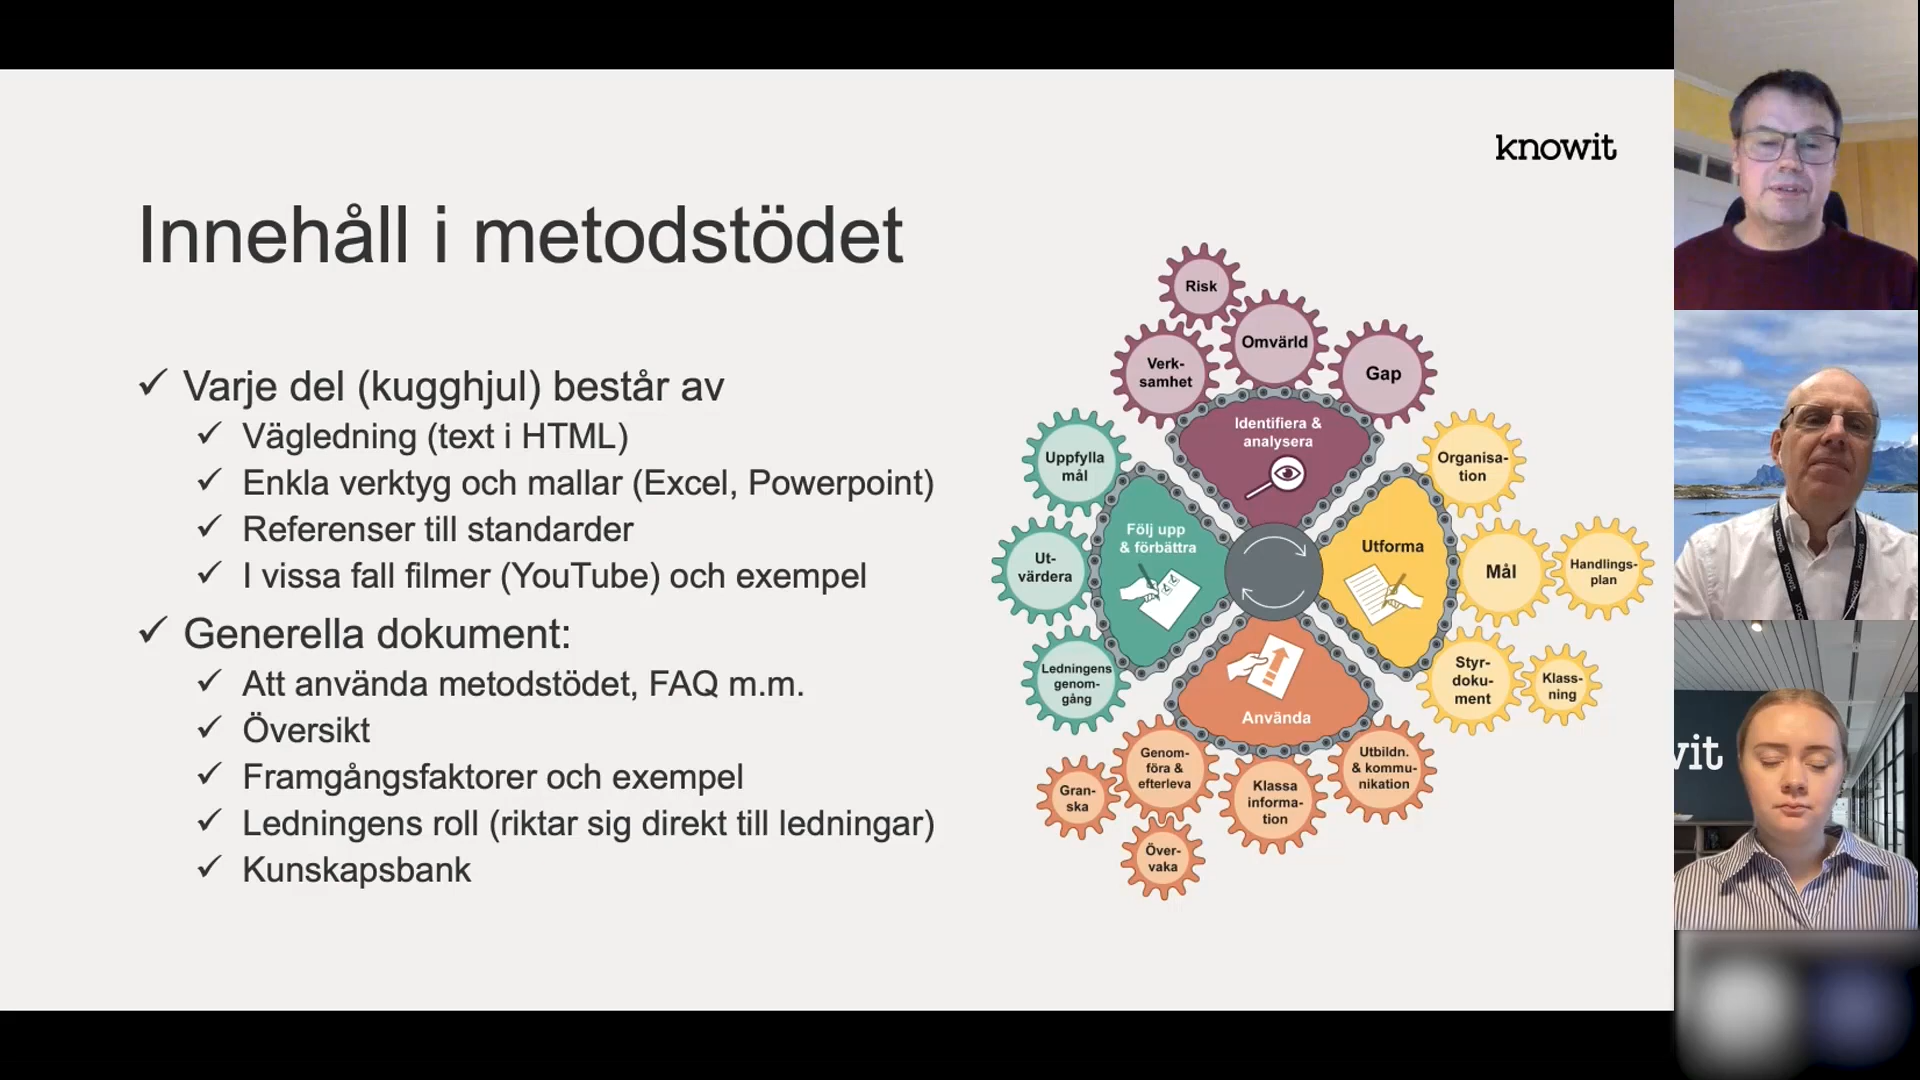 knowit
Innehåll i metodstödet
✓ Varje del (kugghjul) består av
✓ Vägledning (text i HTML)
✓ Enkla verktyg och mallar (Excel, Powerpoint)
✓ Referenser till standarder
✓ I vissa fall filmer (YouTube) och exempel
✓ Generella dokument:
✓ Att använda metodstödet, FAQ m.m.
✓ Översikt
✓ Framgångsfaktorer och exempel
✓ Ledningens roll (riktar sig direkt till ledningar)
✓ Kunskapsbank
Risk
Omvärld
Verk-
samhet
Gap
Identifiera &
analysera
Uppfylla
mål
Ut-
värdera
Ledningens
genom-
gång
Följ upp
& förbättra
Utforma
Organisa-
tion
Mål
Handlings-
plan
Styr-
doku-
ment
Klass-
ning
Använda
Genom-
föra &
efterleva
Gran-
ska
Över-
vaka
Klassa
informa-
tion
Utbildn.
& kommu-
nikation
wit